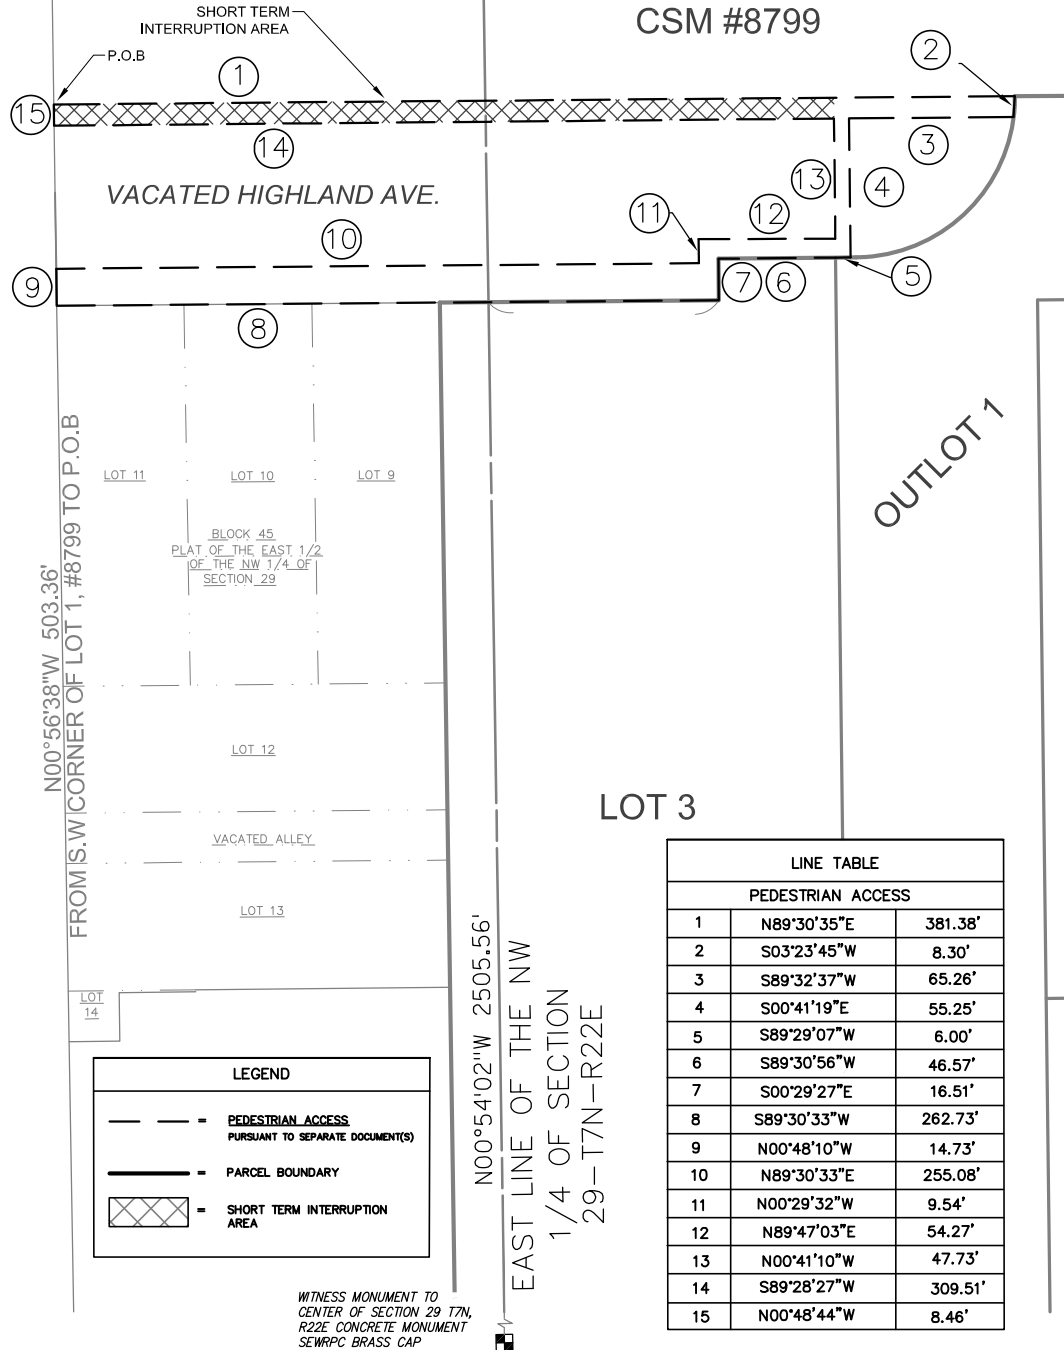 SHORT TERM
INTERRUPTION AREA
CSM #8799
P.O.B
1
2
15
14
3
13
4
VACATED HIGHLAND AVE.
11
12
10
9
7
6
5
8
OUTLOT 1
LOT 11
LOT 10
LOT 9
BLOCK 45
PLAT OF THE EAST 1/2
OF THE NW 1/4 OF
SECTION 29
N00°56'38"W 503.36'
FROM S.W CORNER OF LOT 1, #8799 TO P.O.B
LOT 12
VACATED ALLEY
LOT 13
LOT
14
LOT 3
N00°54'02"W 2505.56'
EAST LINE OF THE NW
1/4 OF SECTION
29-T7N-R22E
LINE TABLE
PEDESTRIAN ACCESS
1 N89°30'35"E 381.38'
2 S03°23'45"W 8.30'
3 S89°32'37"W 65.26'
4 S00°41'19"E 55.25'
5 S89°29'07"W 6.00'
6 S89°30'56"W 46.57'
7 S00°29'27"E 16.51'
8 S89°30'33"W 262.73'
9 N00°48'10"W 14.73'
10 N89°30'33"E 255.08'
11 N00°29'32"W 9.54'
12 N89°47'03"E 54.27'
13 N00°41'10"W 47.73'
14 S89°28'27"W 309.51'
15 N00°48'44"W 8.46'
LEGEND
= PEDESTRIAN ACCESS
PURSUANT TO SEPARATE DOCUMENT(S)
= PARCEL BOUNDARY
= SHORT TERM INTERRUPTION
AREA
WITNESS MONUMENT TO
CENTER OF SECTION 29 T7N,
R22E CONCRETE MONUMENT
SEWRPC BRASS CAP